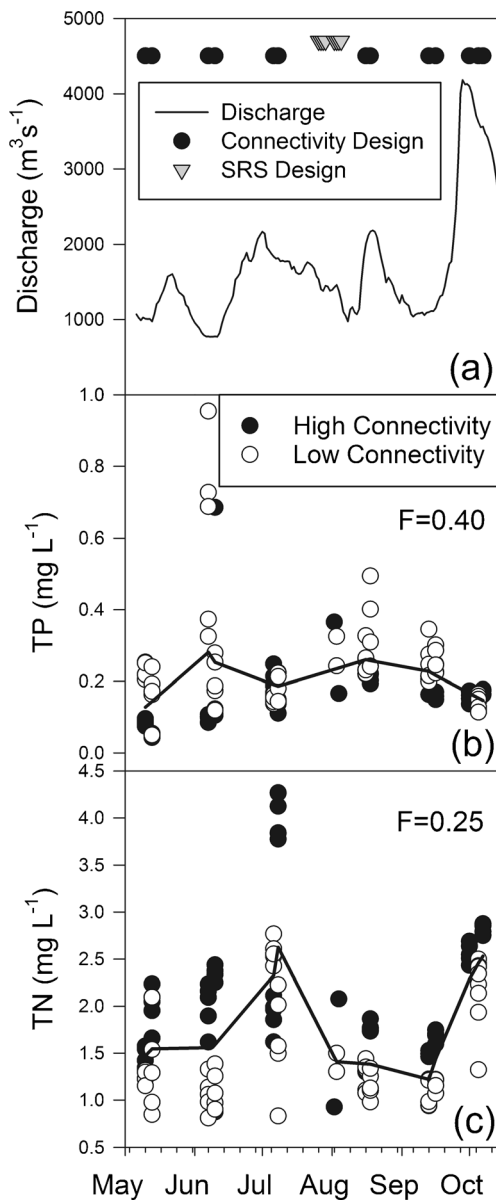 5000
4000
3000
2000
1000
Discharge (m³s⁻¹)
Discharge
Connectivity Design
SRS Design
(a)
1.0
0.8
0.6
0.4
0.2
0.0
TP (mg L⁻¹)
High Connectivity
Low Connectivity
F=0.40
(b)
4.5
4.0
3.5
3.0
2.5
2.0
1.5
1.0
0.5
TN (mg L⁻¹)
F=0.25
(c)
May Jun Jul Aug Sep Oct